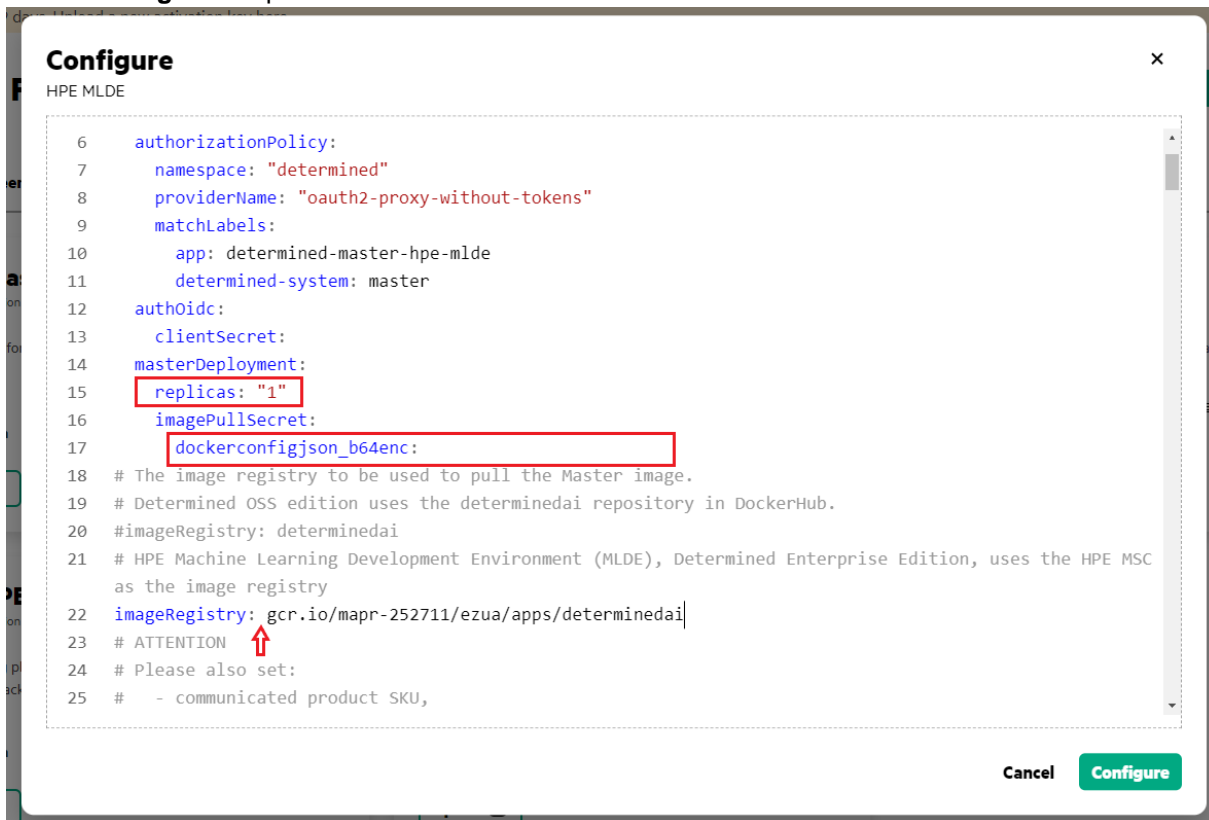 Configure
HPE MLDE
6 authorizationPolicy:
7 namespace: "determined"
8 providerName: "oauth2-proxy-without-tokens"
9 matchLabels:
10 app: determined-master-hpe-mlde
11 determined-system: master
12 authOidc:
13 clientSecret:
14 masterDeployment:
15 replicas: "1"
16 imagePullSecret:
17 dockerconfigjson_b64enc:
18 # The image registry to be used to pull the Master image.
19 # Determined OSS edition uses the determinedai repository in DockerHub.
20 #imageRegistry: determinedai
21 # HPE Machine Learning Development Environment (MLDE), Determined Enterprise Edition, uses the HPE MSC
as the image registry
22 imageRegistry: gcr.io/mapr-252711/ezua/apps/determinedai
23 # ATTENTION
24 # Please also set:
25 # - communicated product SKU,
Cancel Configure